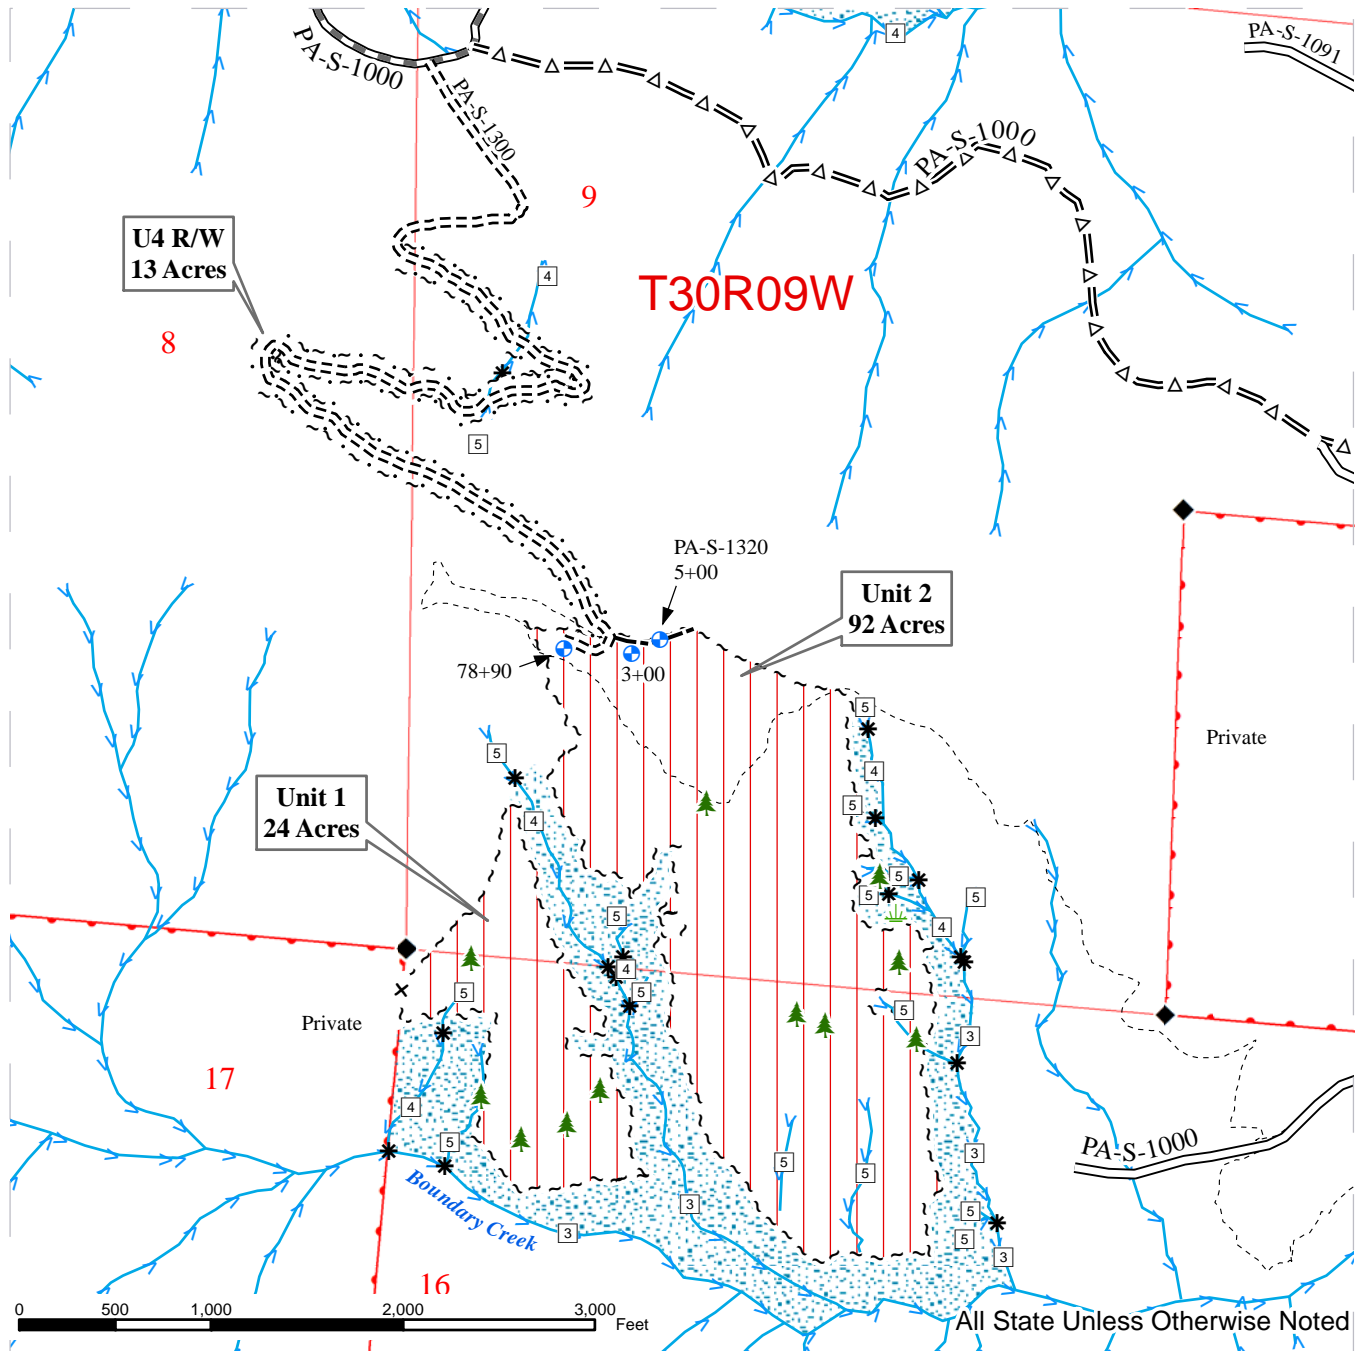 4
PA-S-1091
PA-S-1000
PA-S-1300
PA-S-1000
9
U4 R/W
13 Acres
4
T30R09W
8
5
PA-S-1320
5+00
Unit 2
92 Acres
78+90
3+00
5
Private
5
4
Unit 1
24 Acres
5
4
5
5
5
5
4
4
5
5
5
Private
3
17
4
5
5
5
3
PA-S-1000
Boundary Creek
3
3
5
5
3
16
0
500
1,000
2,000
3,000
Feet
All State Unless Otherwise Noted